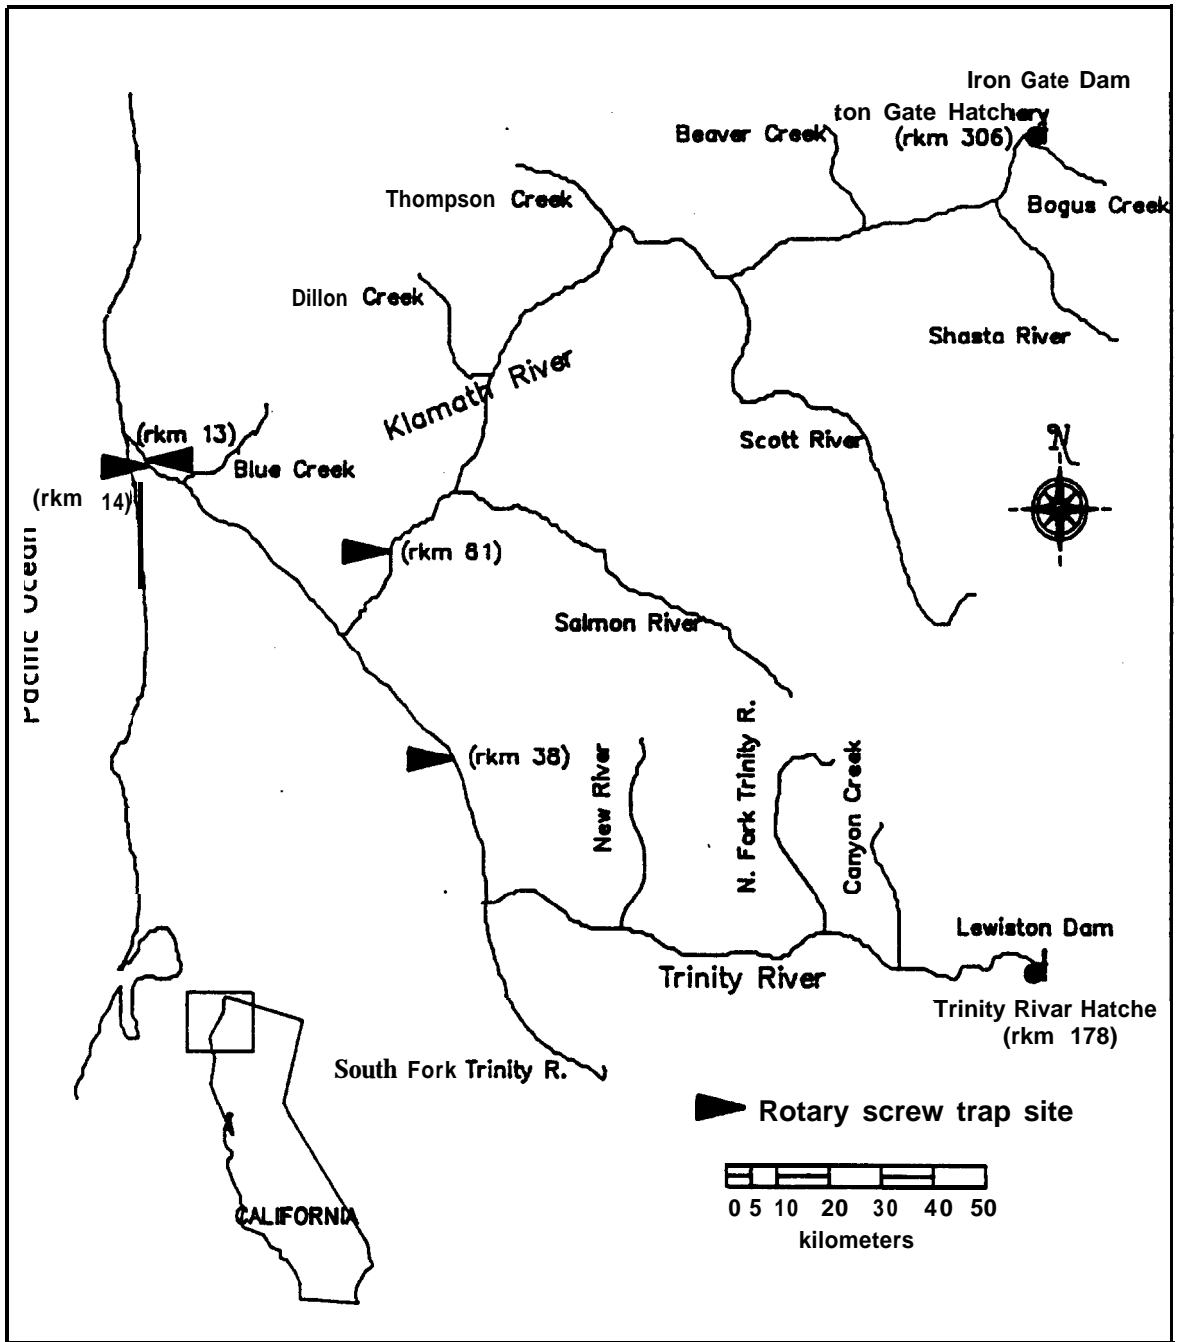 Iron Gate Dam
ton Gate Hatchery
(rkm 306)
Beaver Creek
Thompson Creek
Bogus Creek
Dillon Creek
Shasta River
Klamath River
(rkm 13)
Scott River
N
Blue Creek
(rkm 14)
Pacific Ocean
(rkm 81)
Salmon River
(rkm 38)
New River
N. Fork Trinity R.
Canyon Creek
Lewiston Dam
Trinity River
Trinity Rivar Hatche
(rkm 178)
South Fork Trinity R.
Rotary screw trap site
0 5 10 20 30 40 50
kilometers
CALIFORNIA